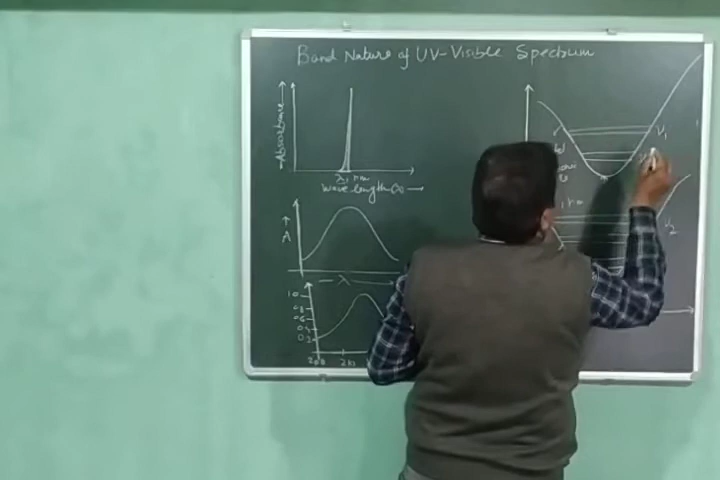 Band Nature of UV-Visible Spectrum
Absorbance
λ, nm
Wave length
A
λ
1.0
0.8
0.6
0.4
0.2
200
V1
V2